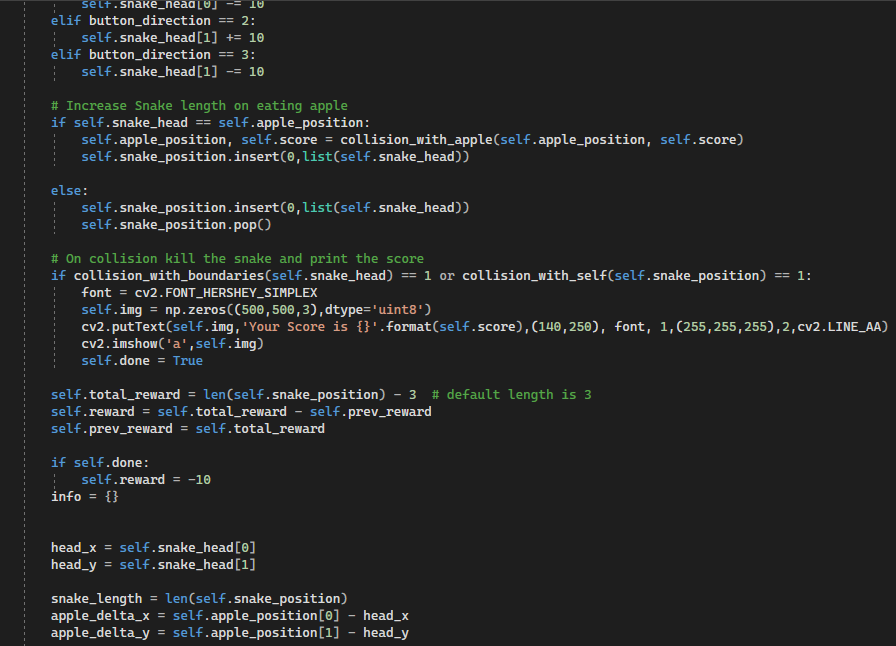 self.snake_head[0] -= 10
elif button_direction == 2:
self.snake_head[1] += 10
elif button_direction == 3:
self.snake_head[1] -= 10
# Increase Snake length on eating apple
if self.snake_head == self.apple_position:
self.apple_position, self.score = collision_with_apple(self.apple_position, self.score)
self.snake_position.insert(0,list(self.snake_head))
else:
self.snake_position.insert(0,list(self.snake_head))
self.snake_position.pop()
# On collision kill the snake and print the score
if collision_with_boundaries(self.snake_head) == 1 or collision_with_self(self.snake_position) == 1:
font = cv2.FONT_HERSHEY_SIMPLEX
self.img = np.zeros((500,500,3),dtype='uint8')
cv2.putText(self.img,'Your Score is {}'.format(self.score),(140,250), font, 1,(255,255,255),2,cv2.LINE_AA)
cv2.imshow('a',self.img)
self.done = True
self.total_reward = len(self.snake_position) - 3  # default length is 3
self.reward = self.total_reward - self.prev_reward
self.prev_reward = self.total_reward
if self.done:
self.reward = -10
info = {}
head_x = self.snake_head[0]
head_y = self.snake_head[1]
snake_length = len(self.snake_position)
apple_delta_x = self.apple_position[0] - head_x
apple_delta_y = self.apple_position[1] - head_y